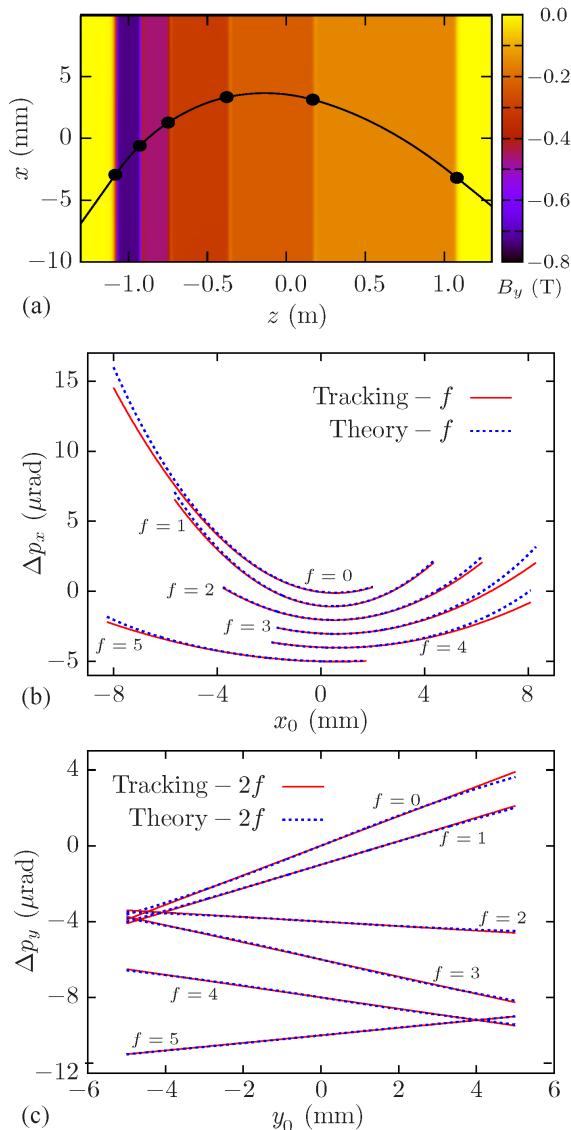 5
0
−5
−10
x (mm)
−1.0
−0.5
0.0
0.5
1.0
z (m)
0.0
−0.2
−0.4
−0.6
−0.8
B_y (T)
(a)
15
10
5
0
−5
Δp_x (μrad)
Tracking − f
Theory − f
f = 1
f = 0
f = 2
f = 3
f = 4
f = 5
−8
−4
0
4
8
x_0 (mm)
(b)
4
0
−4
−8
−12
Δp_y (μrad)
Tracking − 2f
Theory − 2f
f = 0
f = 1
f = 2
f = 3
f = 4
f = 5
−6
−4
−2
0
2
4
6
y_0 (mm)
(c)